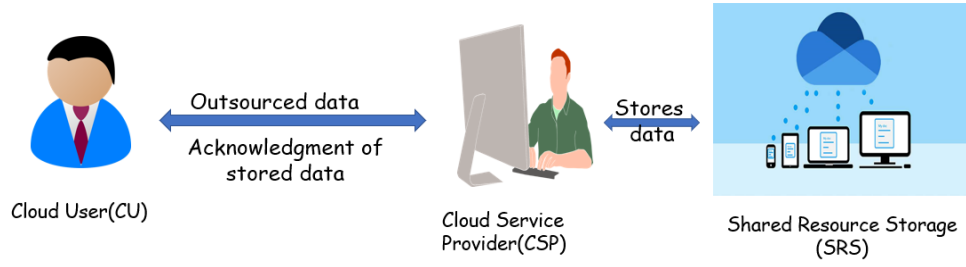 Outsourced data
Acknowledgment of
stored data
Stores
data
Cloud User(CU)
Cloud Service
Provider(CSP)
Shared Resource Storage
(SRS)